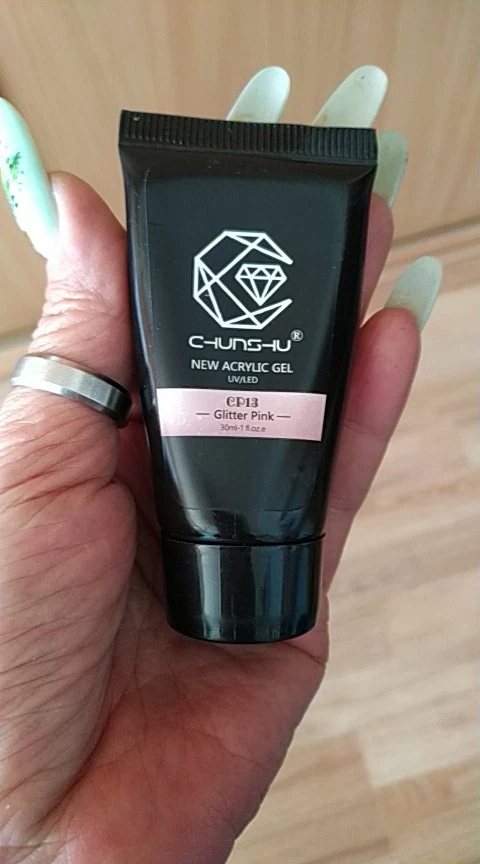 CHUNSHU®
NEW ACRYLIC GEL
UV/LED
CP13
— Glitter Pink —
30ml-1 fl.oz.e